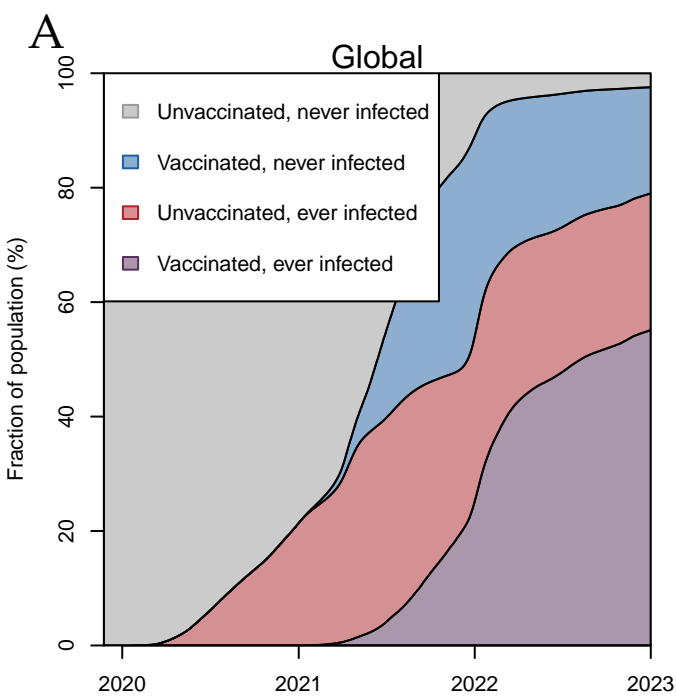 A
Global
Unvaccinated, never infected
Vaccinated, never infected
Unvaccinated, ever infected
Vaccinated, ever infected
Fraction of population (%)
100
80
60
40
20
0
2020 2021 2022 2023